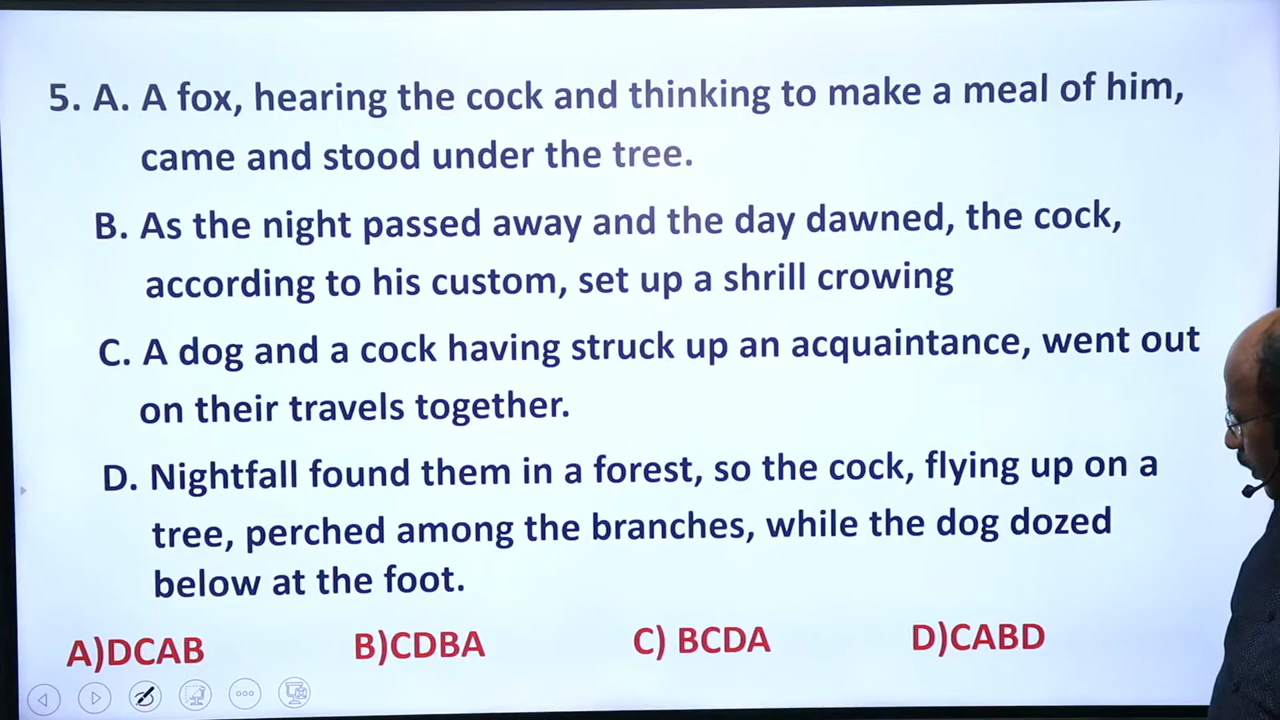 5. A. A fox, hearing the cock and thinking to make a meal of him,
came and stood under the tree.
B. As the night passed away and the day dawned, the cock,
according to his custom, set up a shrill crowing
C. A dog and a cock having struck up an acquaintance, went out
on their travels together.
D. Nightfall found them in a forest, so the cock, flying up on a
tree, perched among the branches, while the dog dozed
below at the foot.
A)DCAB B)CDBA C) BCDA D)CABD